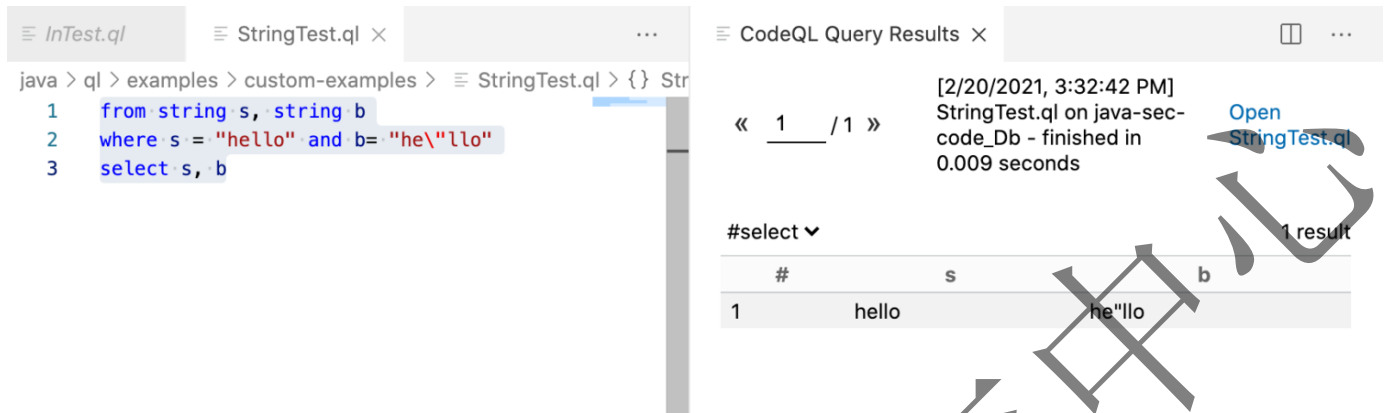 InTest.ql
StringTest.ql
...
java > ql > examples > custom-examples > StringTest.ql > {} Str
1 from string s, string b
2 where s = "hello" and b= "he\"llo"
3 select s, b
CodeQL Query Results
...
« 1 / 1 »
[2/20/2021, 3:32:42 PM]
StringTest.ql on java-sec-
code_Db - finished in
0.009 seconds
Open
StringTest.ql
#select
1 result
# s b
1 hello he"llo
心